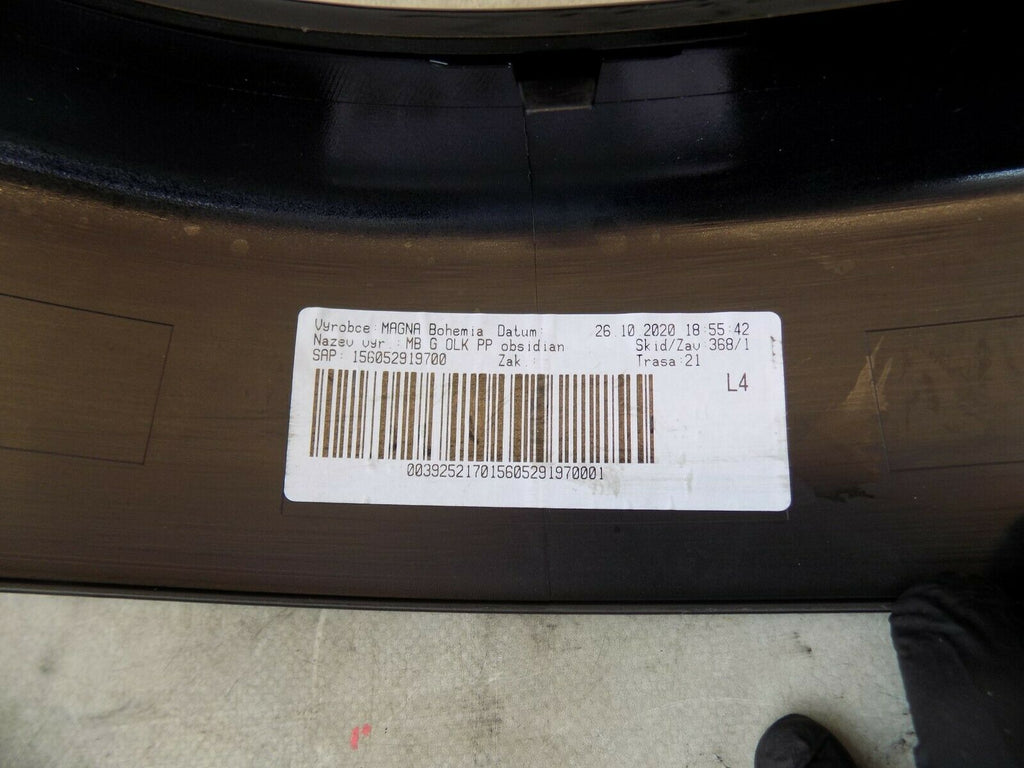 Vyrobce: MAGNA Bohemia Datum: 26.10.2020 18:55:42
Nazev vyr.: MB G OLK PP obsidian Skid/Zav:368/1
SAP: 156052919700 Zak.: Trasa:21
L4
003925217015605291970001